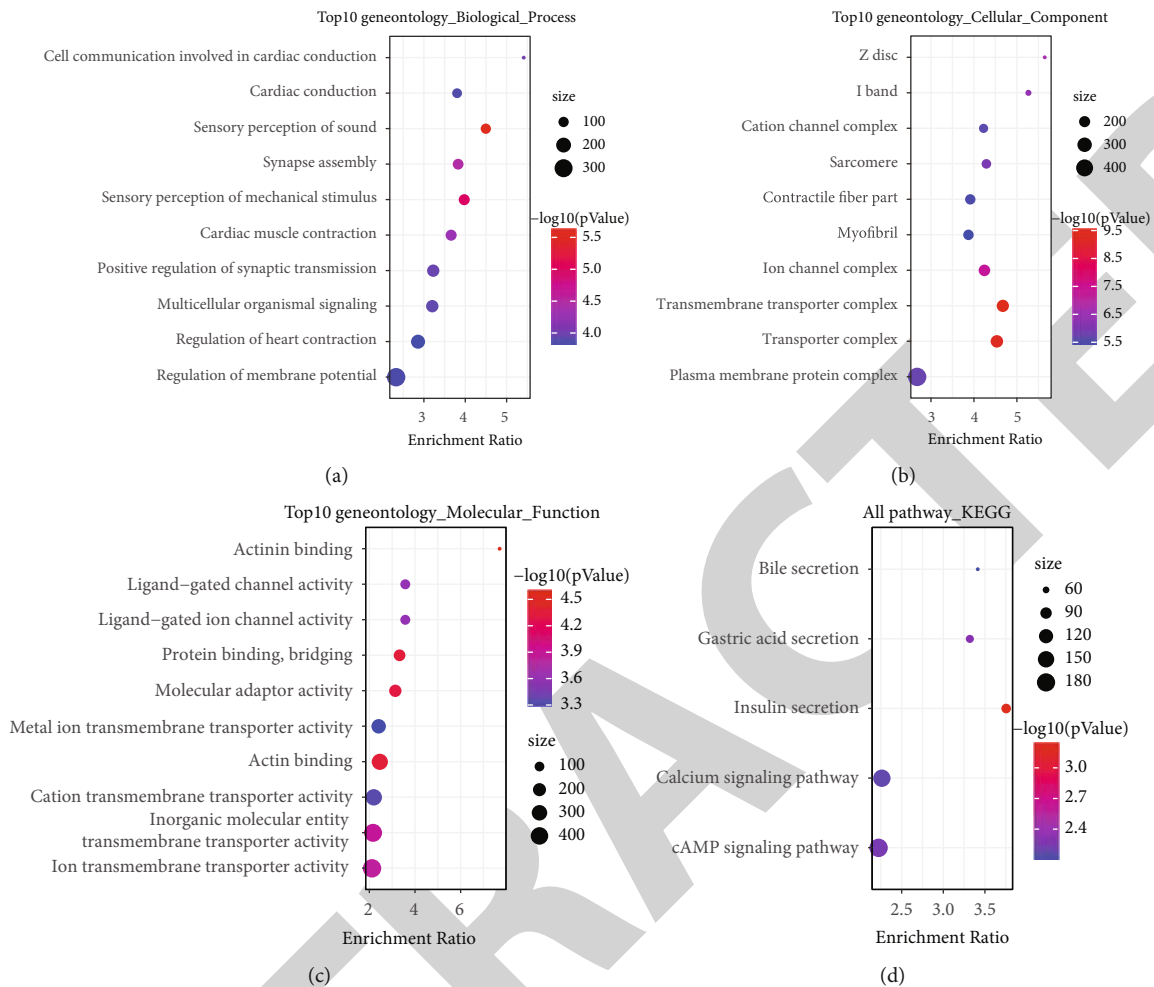 Top10 geneontology_Biological_Process
Cell communication involved in cardiac conduction
Cardiac conduction
Sensory perception of sound
Synapse assembly
Sensory perception of mechanical stimulus
Cardiac muscle contraction
Positive regulation of synaptic transmission
Multicellular organismal signaling
Regulation of heart contraction
Regulation of membrane potential
3 4 5
Enrichment Ratio
size
100
200
300
−log10(pValue)
5.5
5.0
4.5
4.0
(a)
Top10 geneontology_Cellular_Component
Z disc
I band
Cation channel complex
Sarcomere
Contractile fiber part
Myofibril
Ion channel complex
Transmembrane transporter complex
Transporter complex
Plasma membrane protein complex
3 4 5
Enrichment Ratio
size
200
300
400
−log10(pValue)
9.5
8.5
7.5
6.5
5.5
(b)
Top10 geneontology_Molecular_Function
Actinin binding
Ligand−gated channel activity
Ligand−gated ion channel activity
Protein binding, bridging
Molecular adaptor activity
Metal ion transmembrane transporter activity
Actin binding
Cation transmembrane transporter activity
Inorganic molecular entity
transmembrane transporter activity
Ion transmembrane transporter activity
2 4 6
Enrichment Ratio
−log10(pValue)
4.5
4.2
3.9
3.6
3.3
size
100
200
300
400
(c)
All pathway_KEGG
Bile secretion
Gastric acid secretion
Insulin secretion
Calcium signaling pathway
cAMP signaling pathway
2.5 3.0 3.5
Enrichment Ratio
size
60
90
120
150
180
−log10(pValue)
3.0
2.7
2.4
(d)
TRACTE